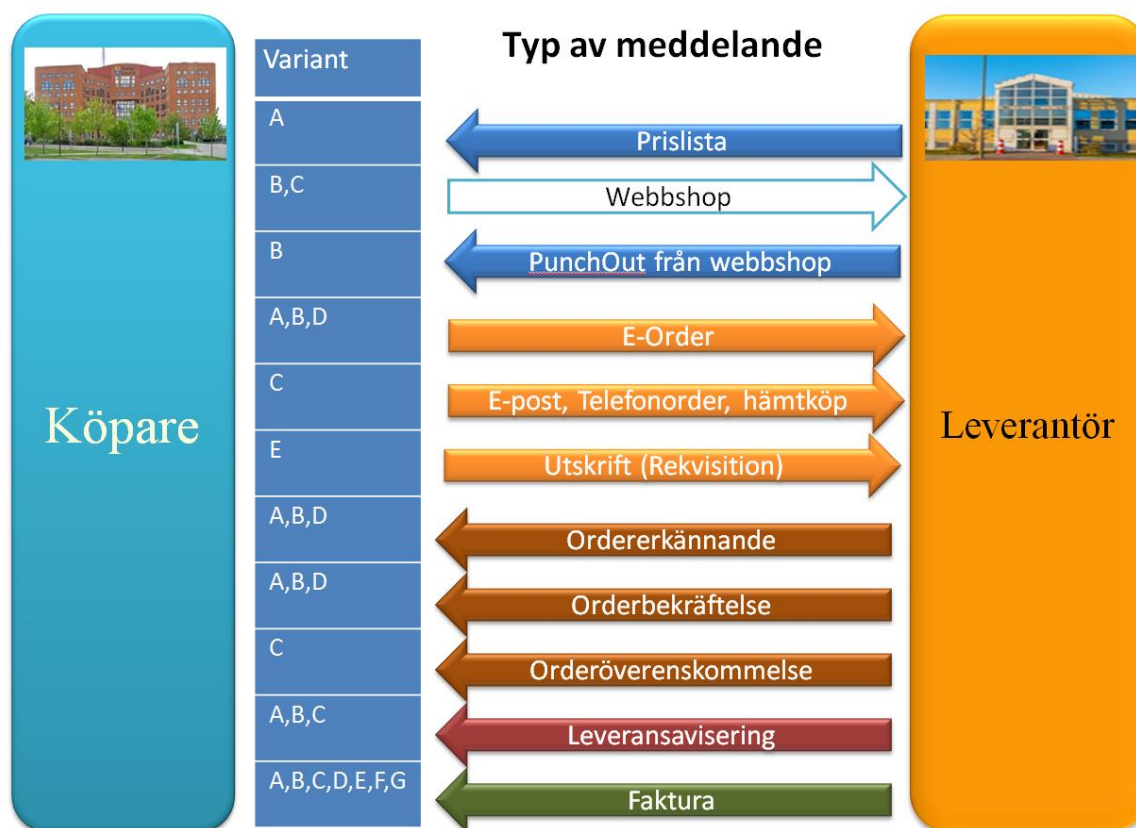 Typ av meddelande
Variant
A
Prislista
B,C
Webbshop
B
PunchOut från webbshop
A,B,D
E-Order
C
E-post, Telefonorder, hämtköp
E
Utskrift (Rekvisition)
A,B,D
Ordererkännande
A,B,D
Orderbekräftelse
C
Orderöverenskommelse
A,B,C
Leveransavisering
A,B,C,D,E,F,G
Faktura
Köpare
Leverantör